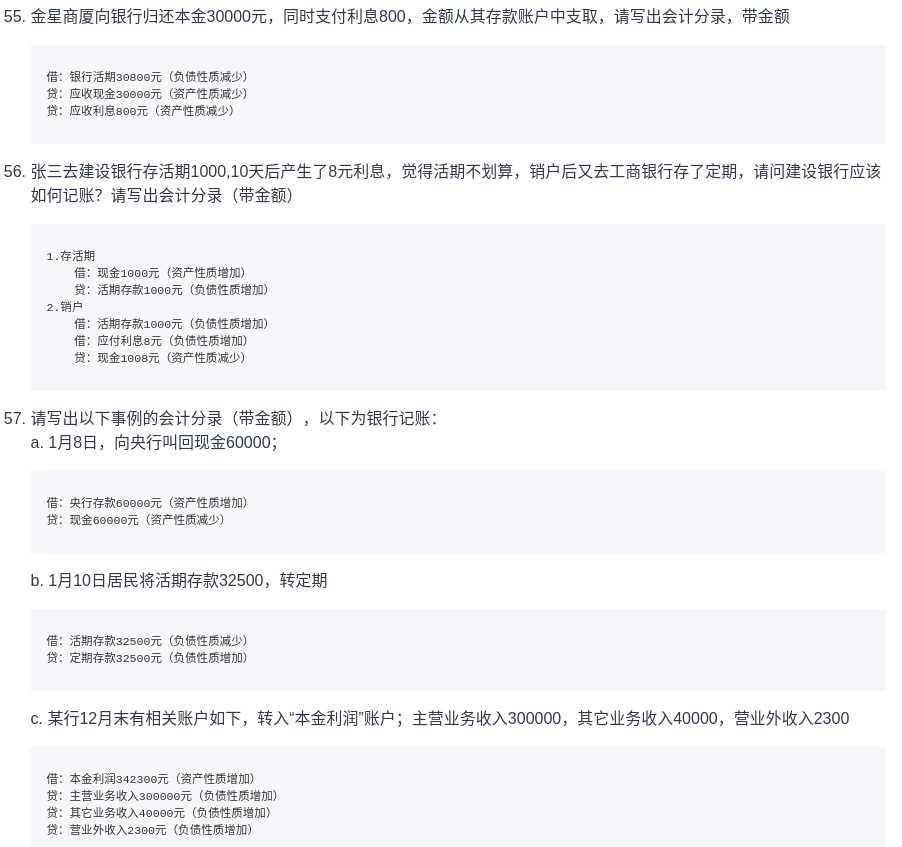 55. 金星商厦向银行归还本金30000元，同时支付利息800，金额从其存款账户中支取，请写出会计分录，带金额
借：银行活期30800元（负债性质减少）
贷：应收现金30000元（资产性质减少）
贷：应收利息800元（资产性质减少）
56. 张三去建设银行存活期1000,10天后产生了8元利息，觉得活期不划算，销户后又去工商银行存了定期，请问建设银行应该
如何记账？请写出会计分录（带金额）
1.存活期
借：现金1000元（资产性质增加）
贷：活期存款1000元（负债性质增加）
2.销户
借：活期存款1000元（负债性质增加）
借：应付利息8元（负债性质增加）
贷：现金1008元（资产性质减少）
57. 请写出以下事例的会计分录（带金额），以下为银行记账：
a. 1月8日，向央行叫回现金60000；
借：央行存款60000元（资产性质增加）
贷：现金60000元（资产性质减少）
b. 1月10日居民将活期存款32500，转定期
借：活期存款32500元（负债性质减少）
贷：定期存款32500元（负债性质增加）
c. 某行12月末有相关账户如下，转入“本金利润”账户；主营业务收入300000，其它业务收入40000，营业外收入2300
借：本金利润342300元（资产性质增加）
贷：主营业务收入300000元（负债性质增加）
贷：其它业务收入40000元（负债性质增加）
贷：营业外收入2300元（负债性质增加）